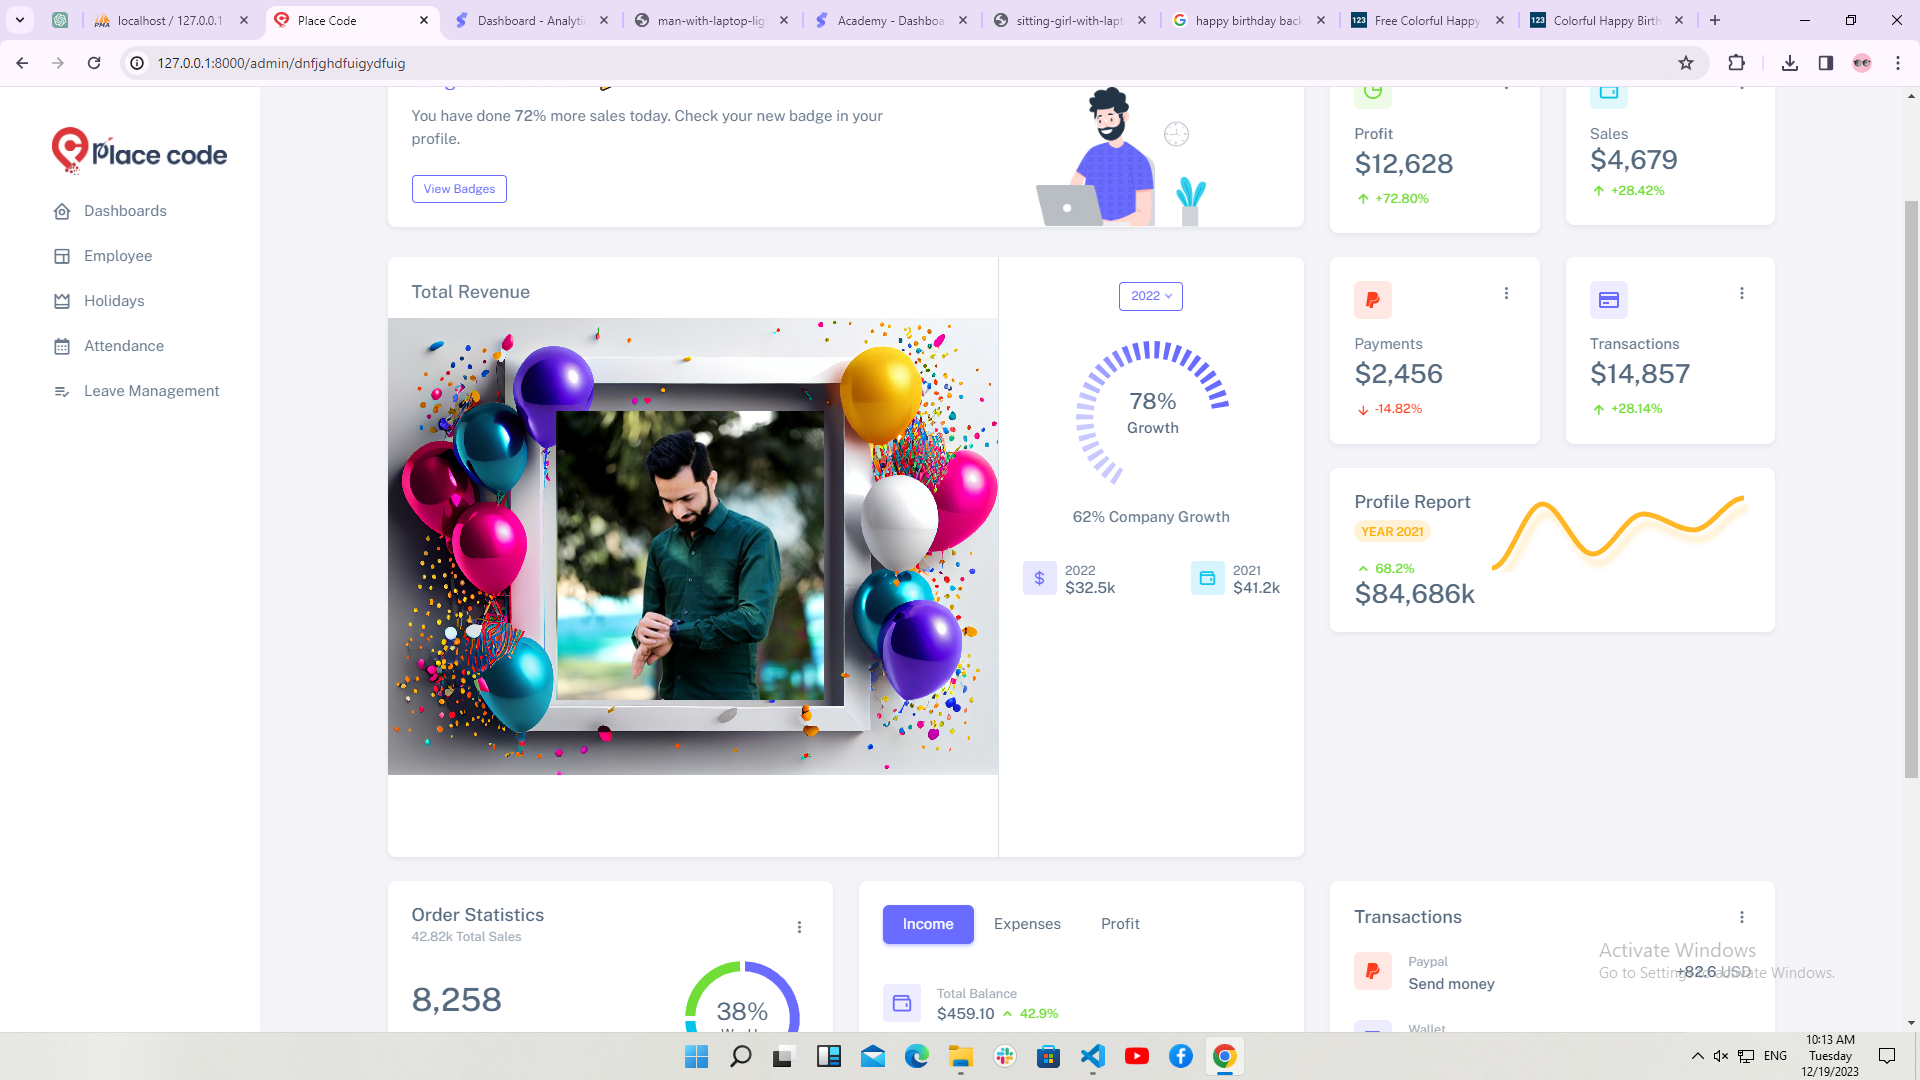 localhost / 127.0.0.1
Place Code
Dashboard - Analytic
man-with-laptop-lig
Academy - Dashboa
sitting-girl-with-lapt
happy birthday back
Free Colorful Happy
Colorful Happy Birth
127.0.0.1:8000/admin/dnfjghdfuigydfuig
Place code
Dashboards
Employee
Holidays
Attendance
Leave Management
You have done 72% more sales today. Check your new badge in your
profile.
View Badges
Profit
$12,628
+72.80%
Sales
$4,679
+28.42%
Total Revenue
2022
78%
Growth
62% Company Growth
$
2022
$32.5k
2021
$41.2k
Payments
$2,456
-14.82%
Transactions
$14,857
+28.14%
Profile Report
YEAR 2021
68.2%
$84,686k
Order Statistics
42.82k Total Sales
8,258
38%
Income
Expenses
Profit
Total Balance
$459.10
42.9%
Transactions
Paypal
Send money
+82.6 USD
Wallet
Activate Windows
Go to Settings to activate Windows.
ENG
10:13 AM
Tuesday
12/19/2023